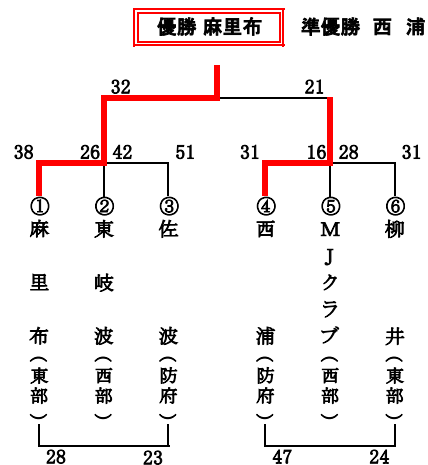 優勝 麻里布 準優勝 西 浦
32 21
38 26 42 51 31 16 28 31
① ② ③ ④ ⑤ ⑥
麻里布(東部)
東岐波(西部)
佐波(防府)
西浦(防府)
MJクラブ(西部)
柳井(東部)
28 23 47 24